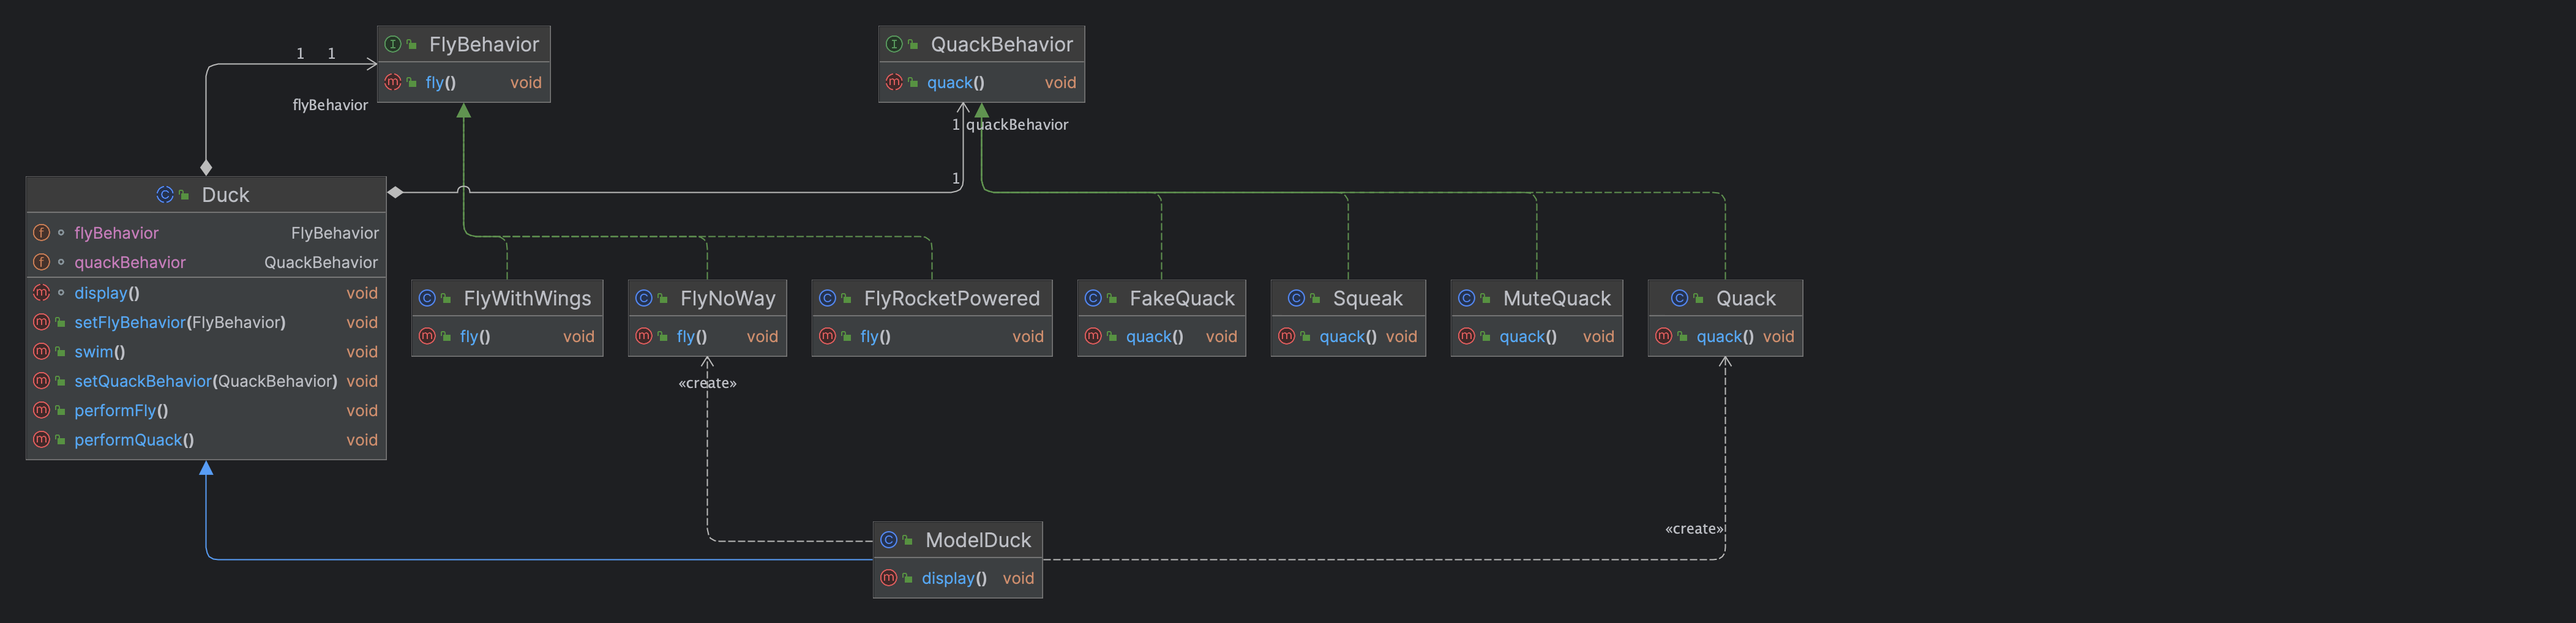 FlyBehavior
fly() void
QuackBehavior
quack() void
1 1
flyBehavior
1 quackBehavior
1
Duck
flyBehavior FlyBehavior
quackBehavior QuackBehavior
display() void
setFlyBehavior(FlyBehavior) void
swim() void
setQuackBehavior(QuackBehavior) void
performFly() void
performQuack() void
FlyWithWings
fly() void
FlyNoWay
fly() void
FlyRocketPowered
fly() void
FakeQuack
quack() void
Squeak
quack() void
MuteQuack
quack() void
Quack
quack() void
«create»
«create»
ModelDuck
display() void